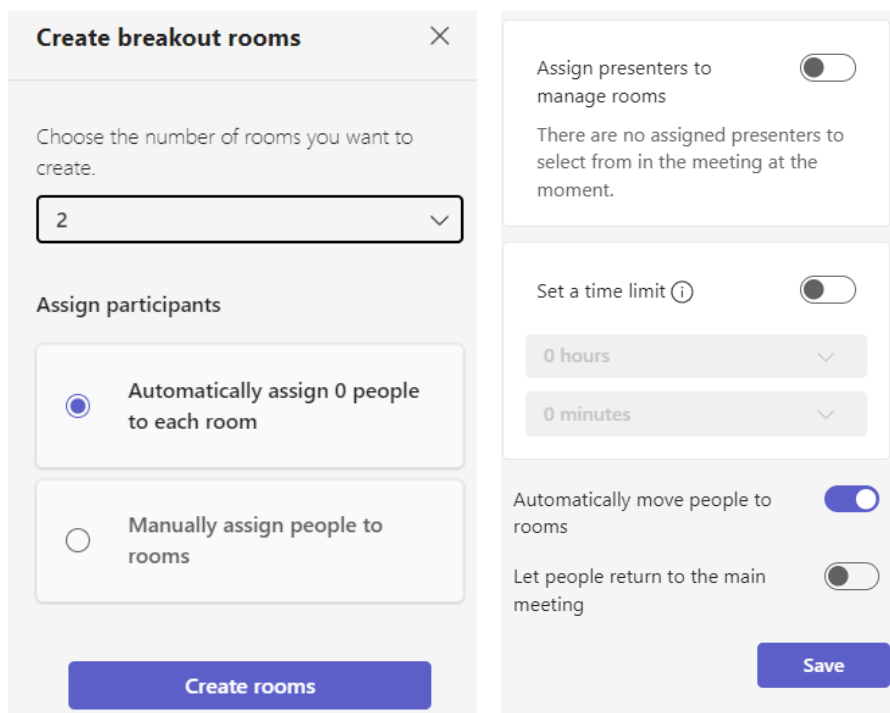 Create breakout rooms
Choose the number of rooms you want to
create.
2
Assign participants
Automatically assign 0 people
to each room
Manually assign people to
rooms
Create rooms
Assign presenters to
manage rooms
There are no assigned presenters to
select from in the meeting at the
moment.
Set a time limit
0 hours
0 minutes
Automatically move people to
rooms
Let people return to the main
meeting
Save